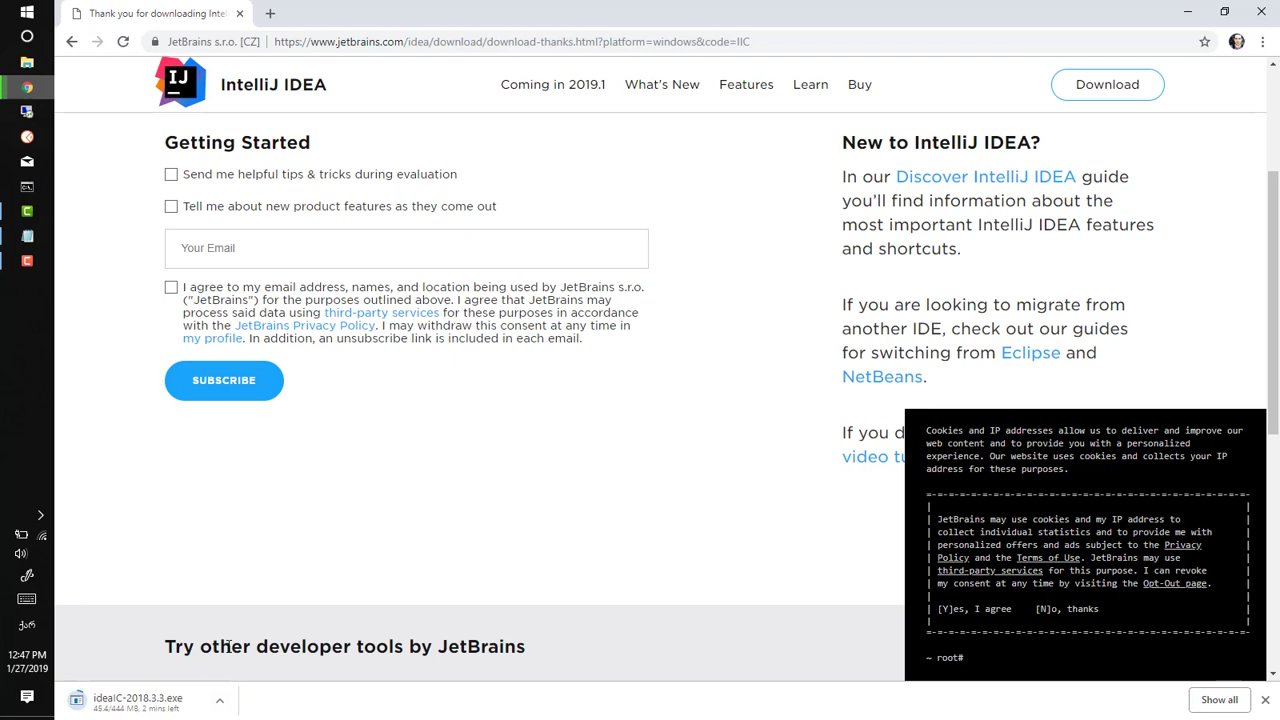 Thank you for downloading Intel
JetBrains s.r.o. [CZ]
https://www.jetbrains.com/idea/download/download-thanks.html?platform=windows&code=IIC
IJ
IntelliJ IDEA
Coming in 2019.1
What's New
Features
Learn
Buy
Download
Getting Started
Send me helpful tips & tricks during evaluation
Tell me about new product features as they come out
Your Email
I agree to my email address, names, and location being used by JetBrains s.r.o.
("JetBrains") for the purposes outlined above. I agree that JetBrains may
process said data using third-party services for these purposes in accordance
with the JetBrains Privacy Policy. I may withdraw this consent at any time in
my profile. In addition, an unsubscribe link is included in each email.
SUBSCRIBE
New to IntelliJ IDEA?
In our Discover IntelliJ IDEA guide
you'll find information about the
most important IntelliJ IDEA features
and shortcuts.
If you are looking to migrate from
another IDE, check out our guides
for switching from Eclipse and
NetBeans.
If you
video
Cookies and IP addresses allow us to deliver and improve our
web content and to provide you with a personalized
experience. Our website uses cookies and collects your IP
address for these purposes.
JetBrains may use cookies and my IP address to
collect individual statistics and to provide me with
personalized offers and ads subject to the Privacy
Policy and the Terms of Use. JetBrains may use
third-party services for this purpose. I can revoke
my consent at any time by visiting the Opt-Out page.
[Y]es, I agree [N]o, thanks
~ root#
Try other developer tools by JetBrains
ქარ
12:47 PM
1/27/2019
ideaIC-2018.3.3.exe
45.4/444 MB, 2 mins left
Show all